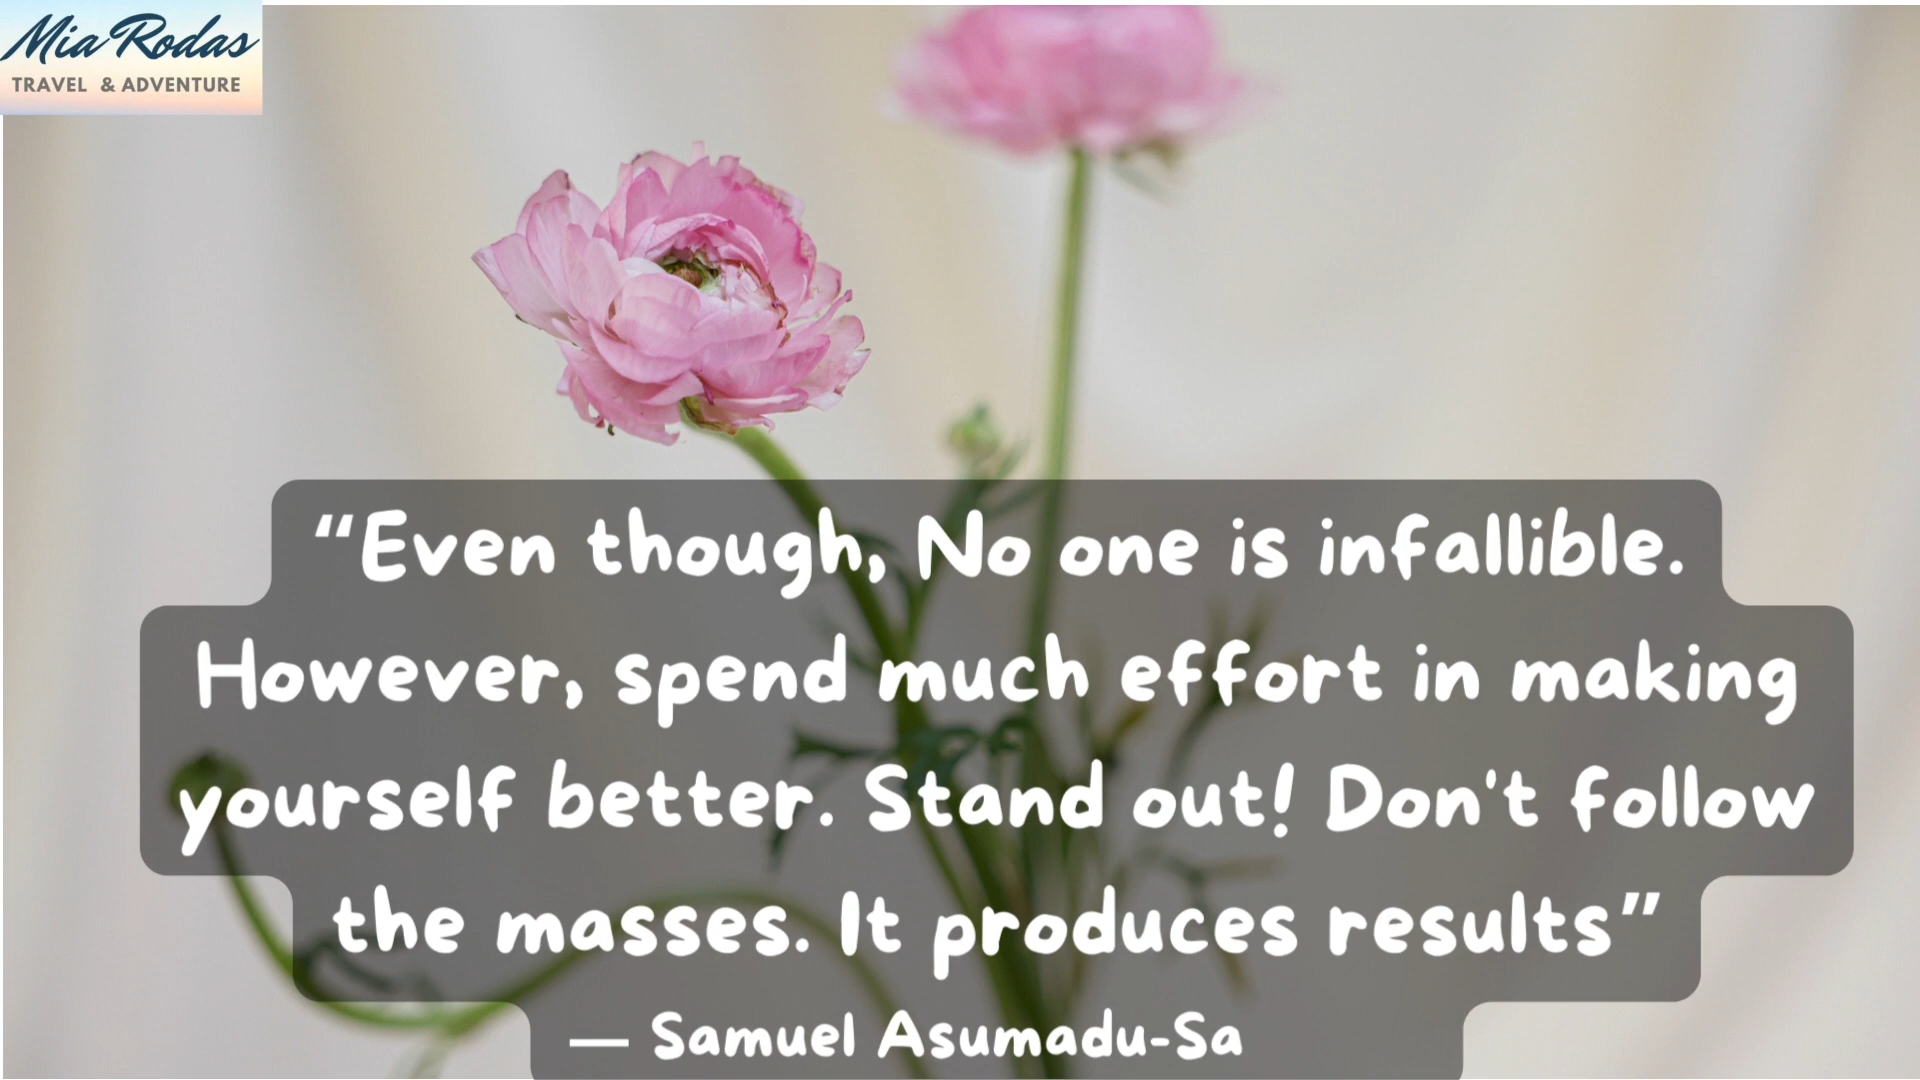 Mia Rodas
TRAVEL & ADVENTURE
“Even though, No one is infallible.
However, spend much effort in making
yourself better. Stand out! Don't follow
the masses. It produces results”
— Samuel Asumadu-Sa